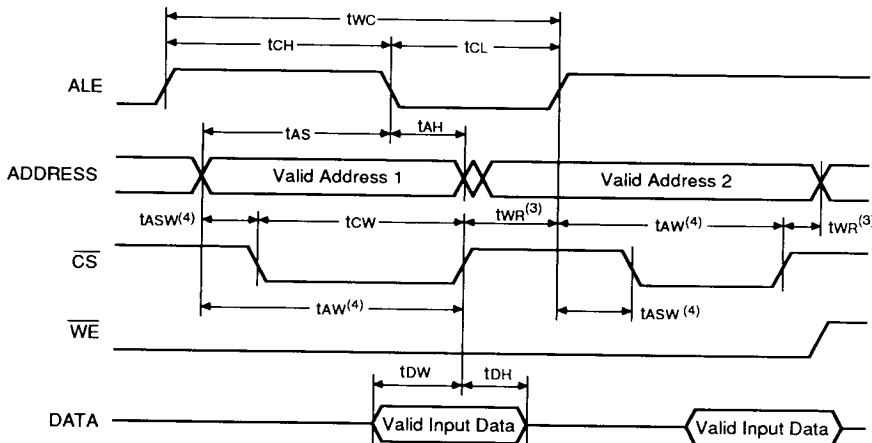 tWC
tCH tCL
ALE
tAS tAH
ADDRESS Valid Address 1 Valid Address 2
tASW(4) tCW tWR(3) tAW(4) tWR(3)
CS
tAW(4) tASW(4)
WE
tDW tDH
DATA Valid Input Data Valid Input Data